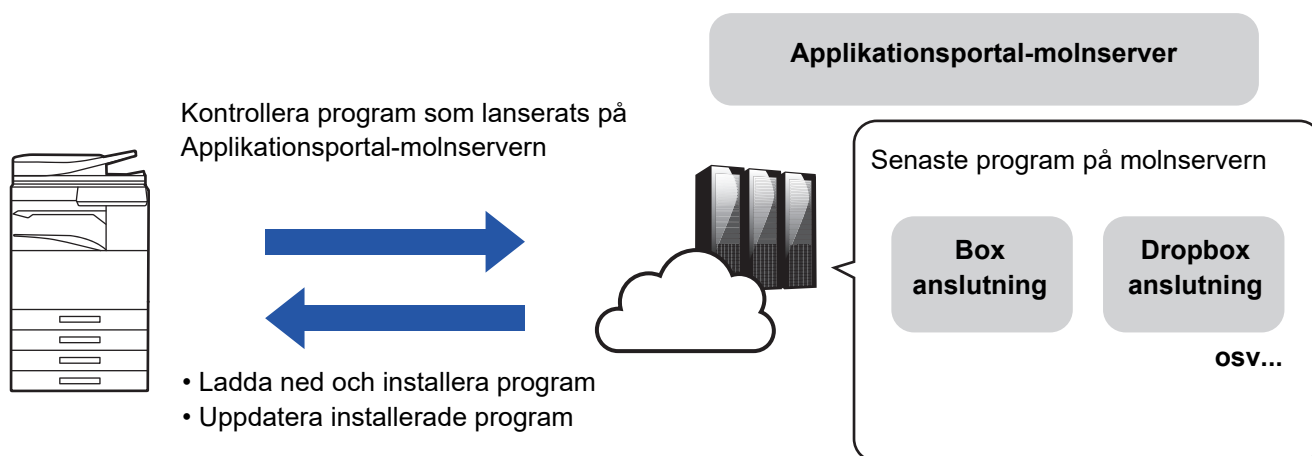 Applikationsportal-molnserver
Kontrollera program som lanserats på
Applikationsportal-molnservern
Senaste program på molnservern
Box
anslutning
Dropbox
anslutning
osv...
• Ladda ned och installera program
• Uppdatera installerade program